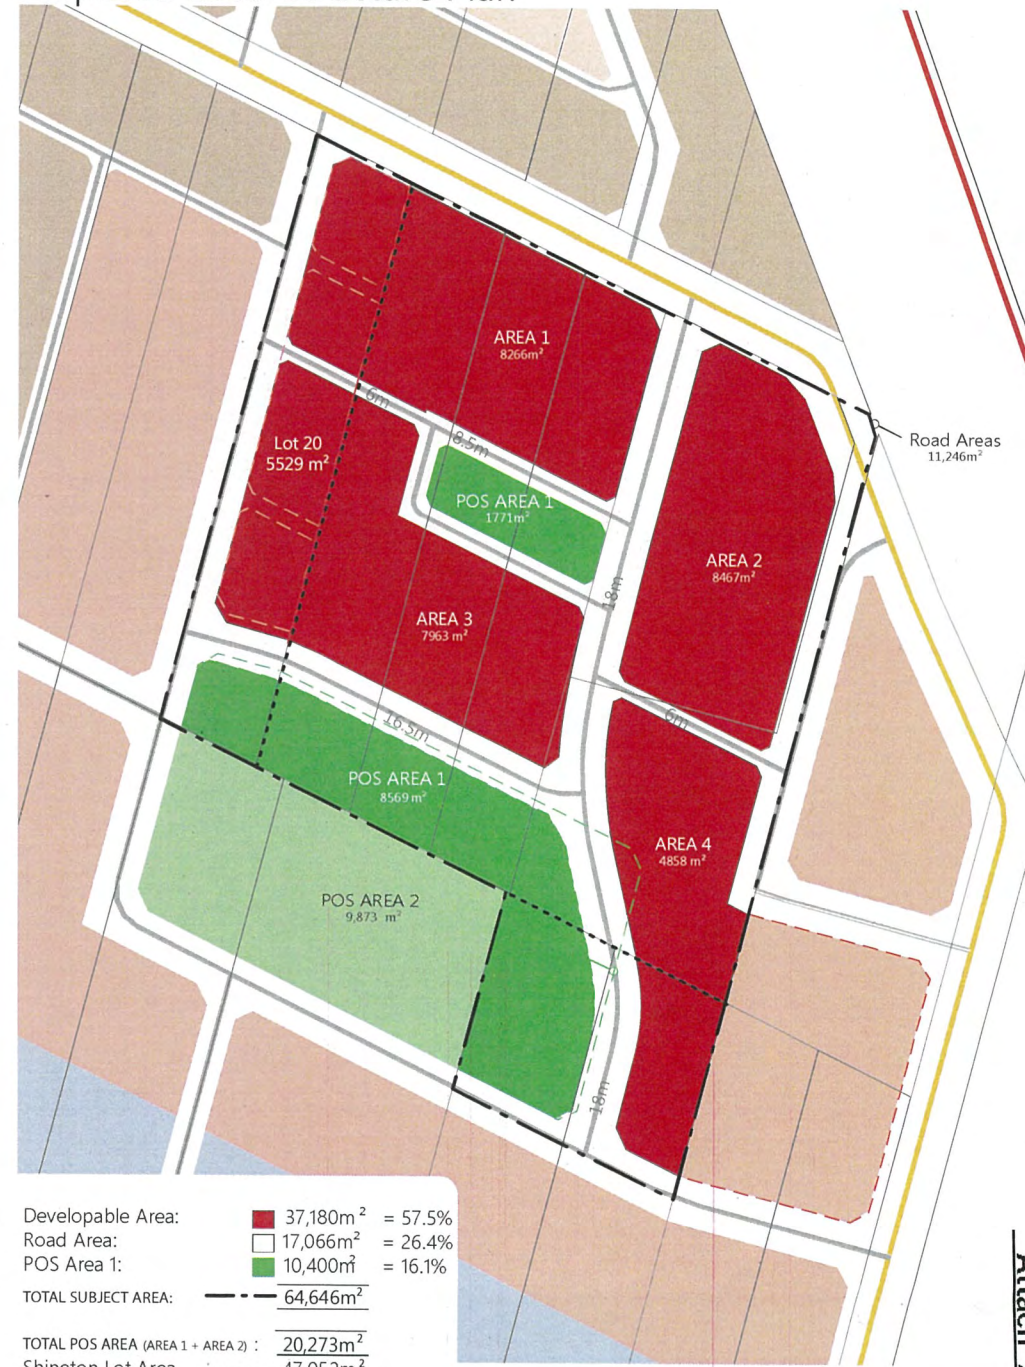 AREA 1
8266m²
Road Areas
11,246m²
6m
8.5m
Lot 20
5529 m²
POS AREA 1
1771m²
AREA 2
8467m²
18m
AREA 3
7963 m²
6m
16.5m
POS AREA 1
8569 m²
AREA 4
4858 m²
POS AREA 2
9,873 m²
18m
Developable Area: 37,180m² = 57.5%
Road Area: 17,066m² = 26.4%
POS Area 1: 10,400m² = 16.1%
TOTAL SUBJECT AREA: 64,646m²
TOTAL POS AREA (AREA 1 + AREA 2) : 20,273m²